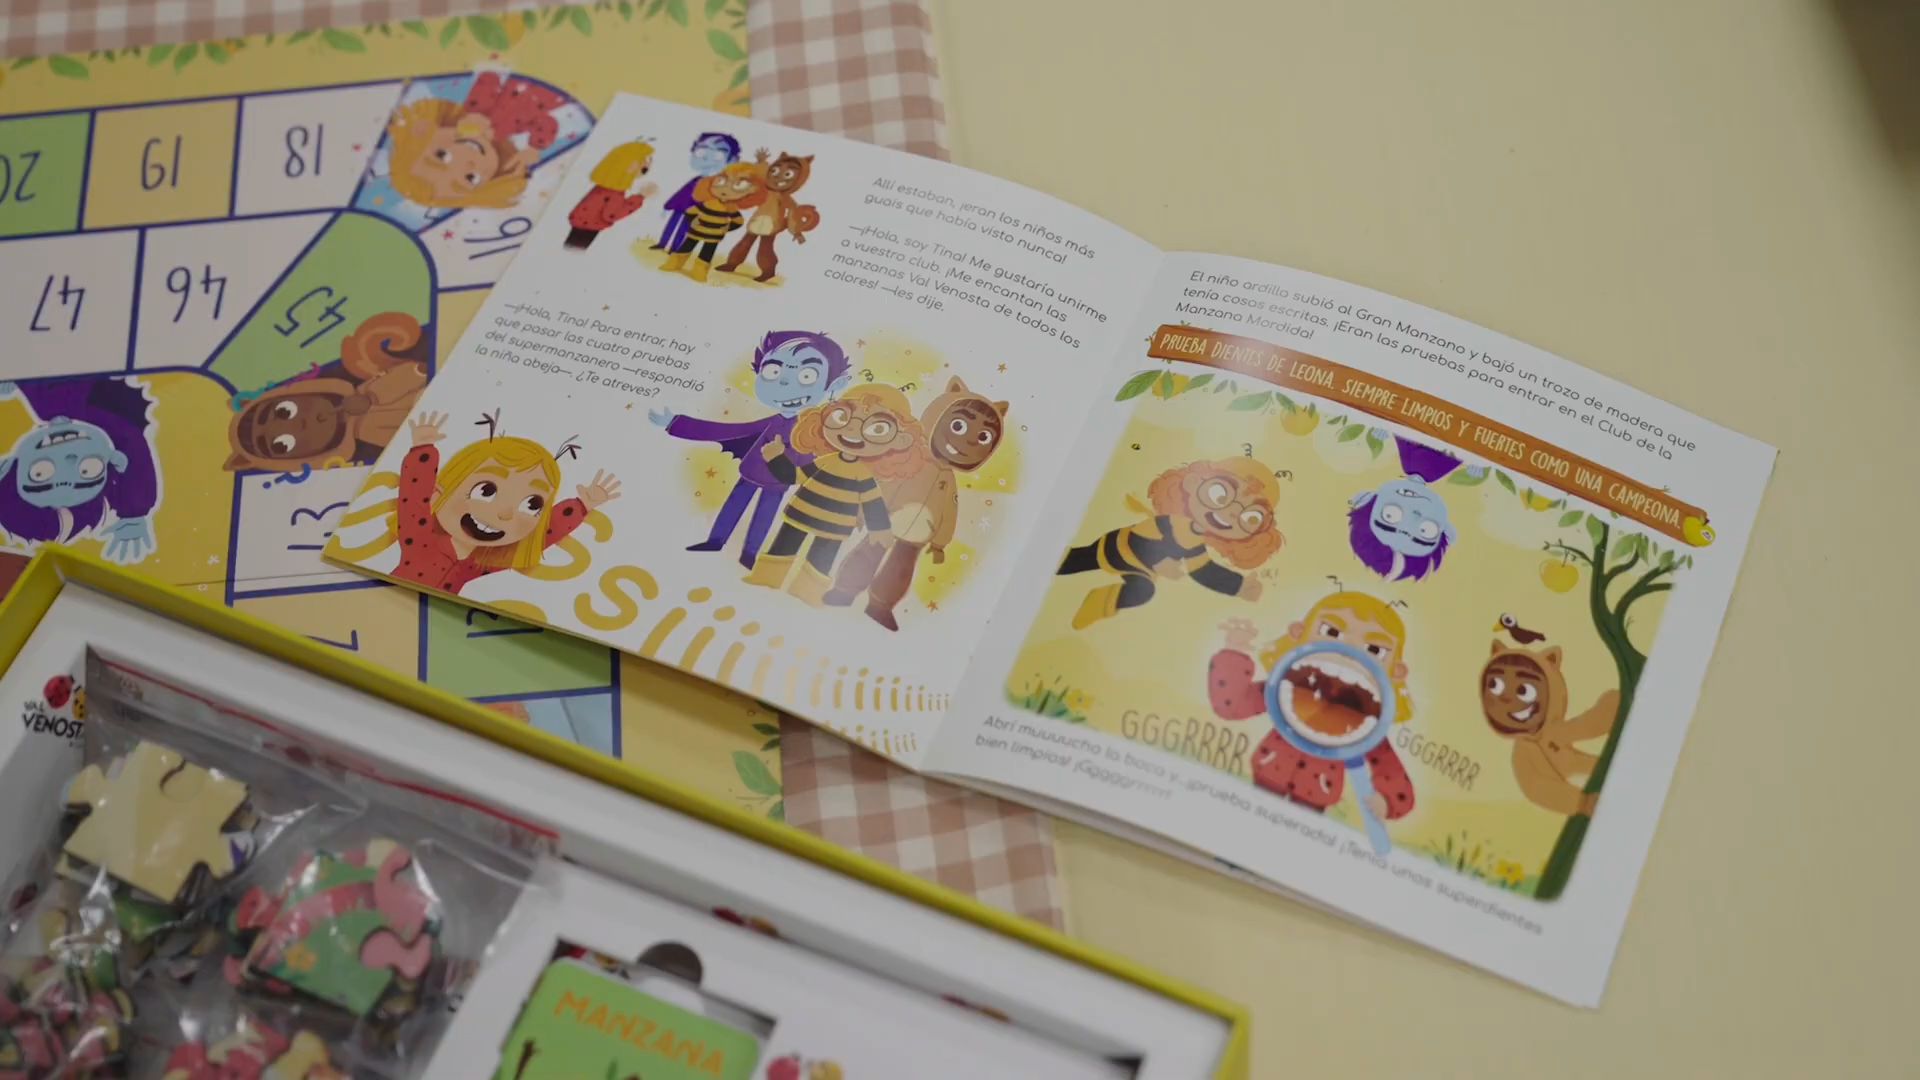 Allí estaban, ¡eran los niños más
guais que había visto nunca!
—¡Hola, soy Tina! Me gustaría unirme
a vuestro club. ¡Me encantan las
manzanas Val Venosta de todos los
colores! —les dije.
—¡Hola, Tina! Para entrar, hay
que pasar las cuatro pruebas
del supermanzanero —respondió
la niña abeja—. ¿Te atreves?
Ssíííííííííííííí
El niño ardilla subió al Gran Manzano y bajó un trozo de madera que
tenía cosas escritas. ¡Eran las pruebas para entrar en el Club de la
Manzana Mordida!
PRUEBA DIENTES DE LEONA. SIEMPRE LIMPIOS Y FUERTES COMO UNA CAMPEONA.
GGGRRRR
GGGGRRRR
Abrí muuuucho la boca y... ¡prueba superada! ¡Tenía unos superdientes
bien limpios! ¡Gggggrrrrr!
20
19
18
16
47
46
45
13
12
VAL
VENOSTA
MANZANA